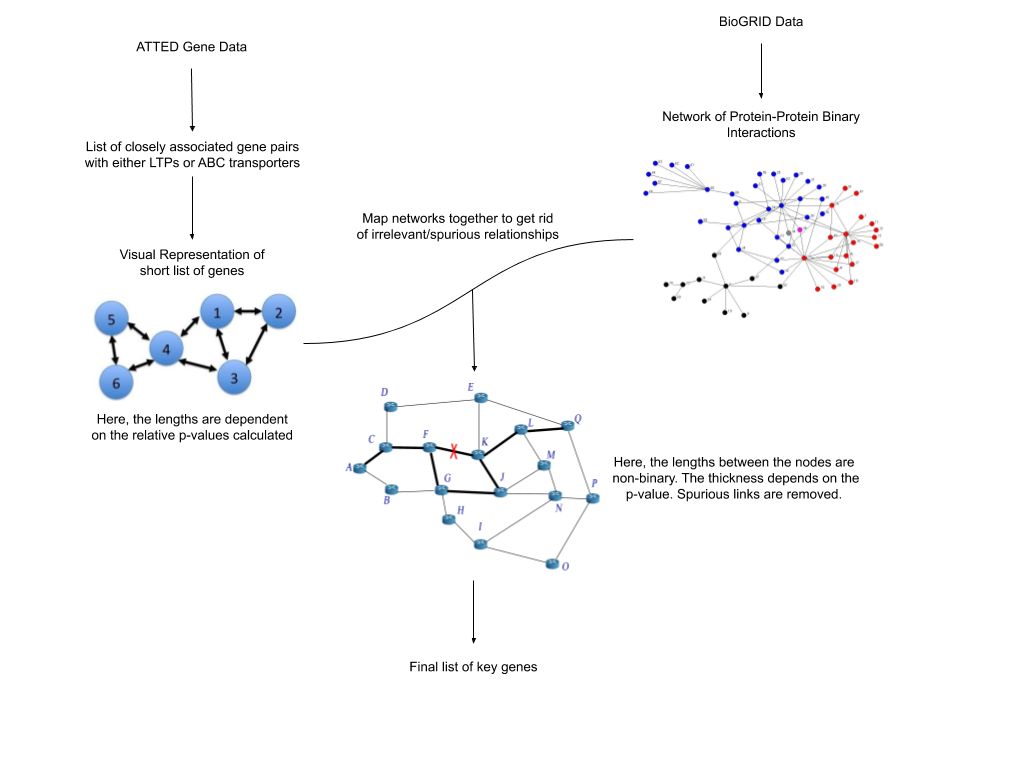 BioGRID Data
ATTED Gene Data
Network of Protein-Protein Binary
Interactions
List of closely associated gene pairs
with either LTPs or ABC transporters
Map networks together to get rid
of irrelevant/spurious relationships
Visual Representation of
short list of genes
5
1
2
4
3
6
Here, the lengths are dependent
on the relative p-values calculated
D
E
Q
L
C
F
K
X
M
A
G
J
P
B
H
N
I
O
Here, the lengths between the nodes are
non-binary. The thickness depends on the
p-value. Spurious links are removed.
Final list of key genes